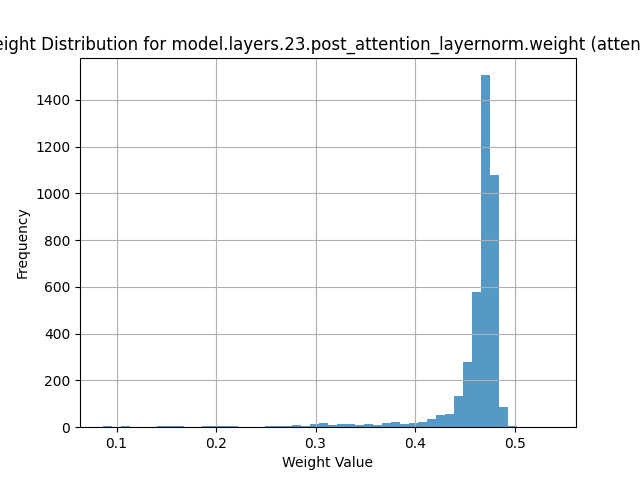 eight Distribution for model.layers.23.post_attention_layernorm.weight (atten
1400
1200
1000
800
600
400
200
0
Frequency
0.1 0.2 0.3 0.4 0.5
Weight Value